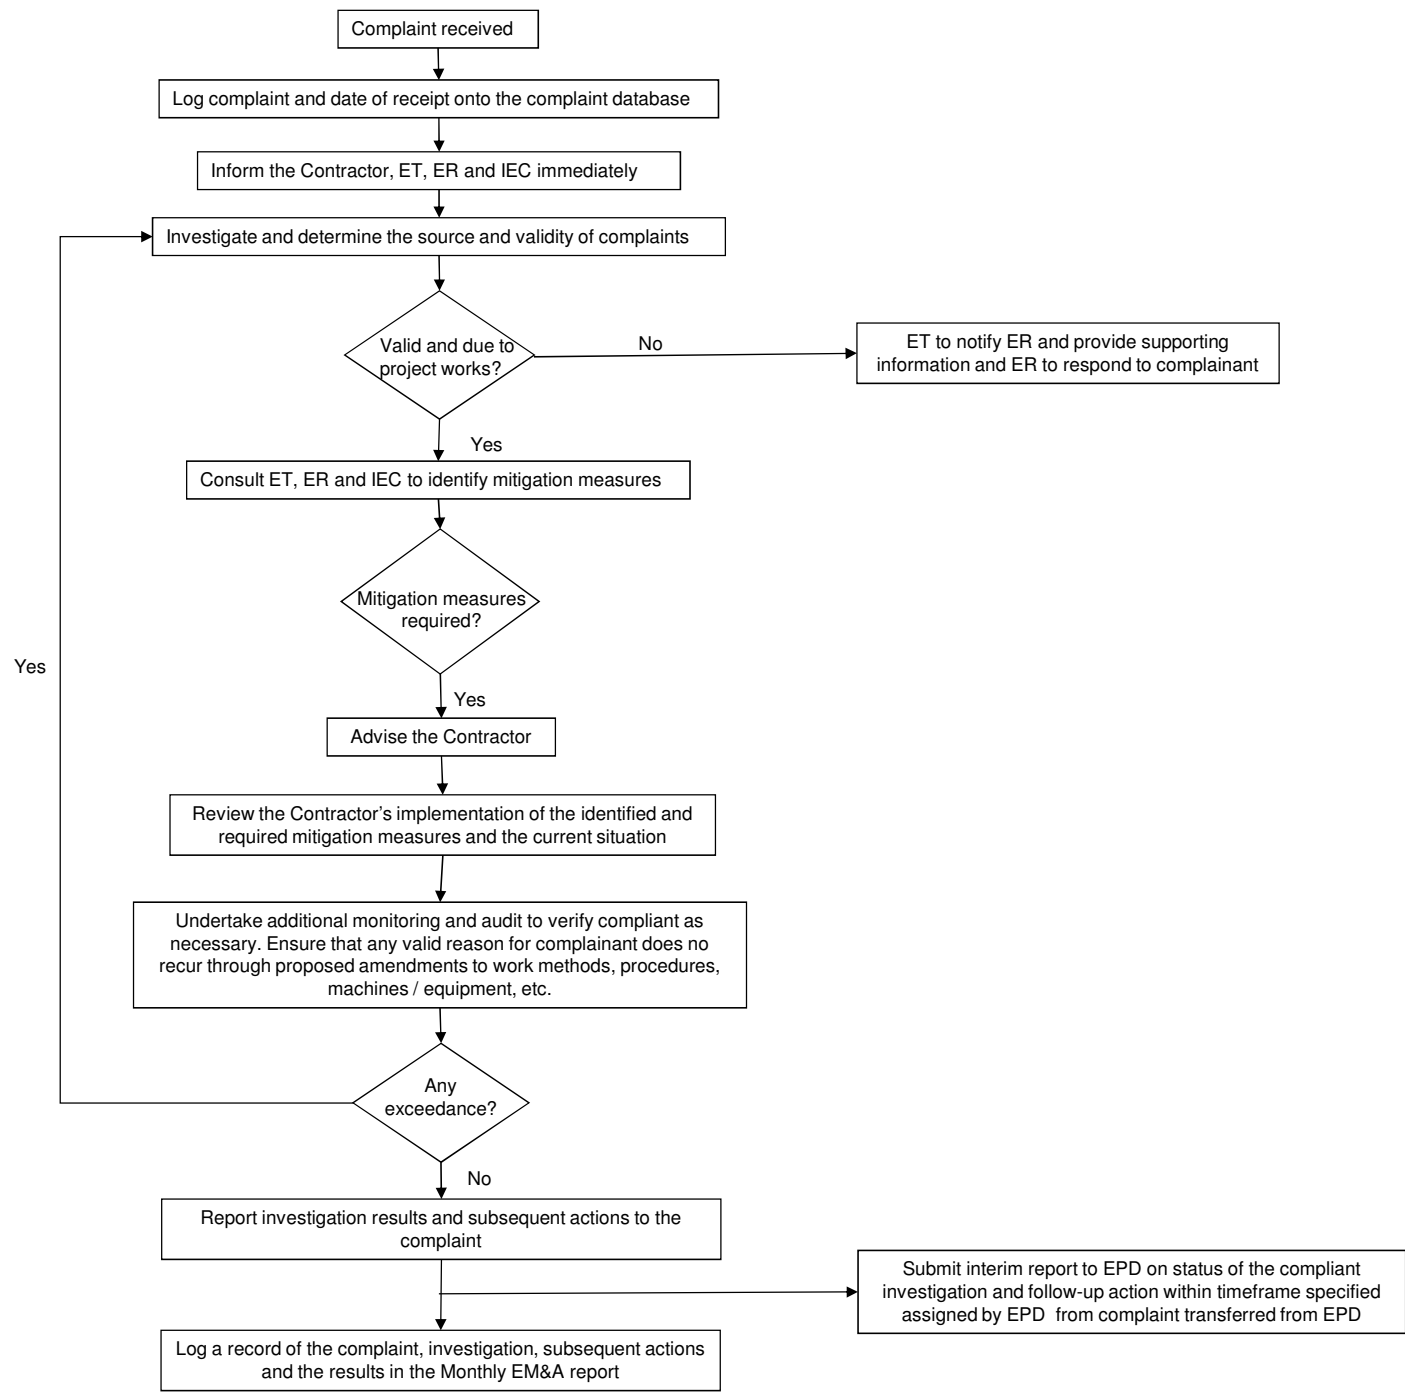 Complaint received
Log complaint and date of receipt onto the complaint database
Inform the Contractor, ET, ER and IEC immediately
Investigate and determine the source and validity of complaints
Valid and due to
project works?
No
ET to notify ER and provide supporting
information and ER to respond to complainant
Yes
Consult ET, ER and IEC to identify mitigation measures
Mitigation measures
required?
Yes
Yes
Advise the Contractor
Review the Contractor's implementation of the identified and
required mitigation measures and the current situation
Undertake additional monitoring and audit to verify compliant as
necessary. Ensure that any valid reason for complainant does no
recur through proposed amendments to work methods, procedures,
machines / equipment, etc.
Any
exceedance?
No
Report investigation results and subsequent actions to the
complaint
Submit interim report to EPD on status of the compliant
investigation and follow-up action within timeframe specified
assigned by EPD  from complaint transferred from EPD
Log a record of the complaint, investigation, subsequent actions
and the results in the Monthly EM&A report